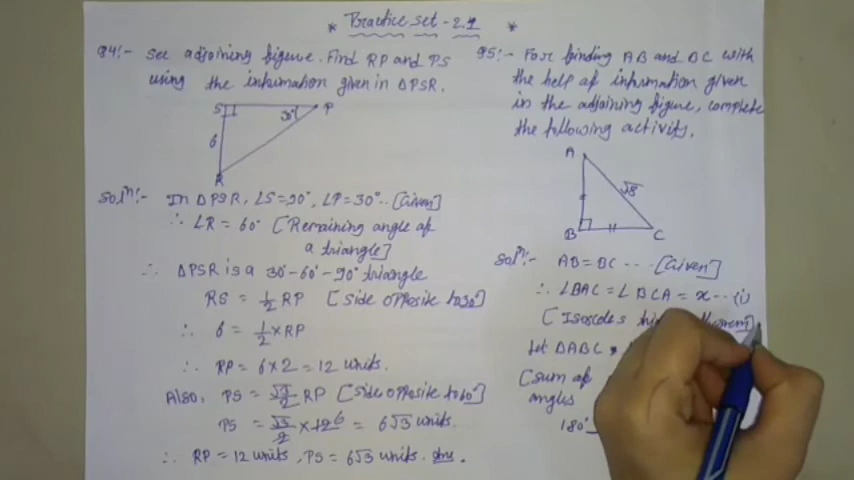 * Practice set - 2.1 *
Q4:- See adjoining figure. Find RP and PS
using the information given in ΔPSR.
S 30° P
6
R
Solⁿ:- In ΔPSR, ∠S=90°, ∠P=30°.. [Given]
∴ ∠R = 60° [Remaining angle of
a triangle]
∴ ΔPSR is a 30°-60°-90° triangle
RS = 1/2 RP [side opposite to 30°]
∴ 6 = 1/2 × RP
∴ RP = 6×2 = 12 units.
Also, PS = √3/2 RP [side opposite to 60°]
PS = √3/2 × 12 6 = 6√3 units.
∴ RP = 12 units, PS = 6√3 units. Ans.
Q5:- For finding AB and BC with
the help of information given
in the adjoining figure, complete
the following activity.
A
√8
B C
Solⁿ:- AB = BC ... [Given]
∴ ∠BAC = ∠BCA = x ... (i)
[Isosceles
Let ΔABC,
[sum of
angles
180°